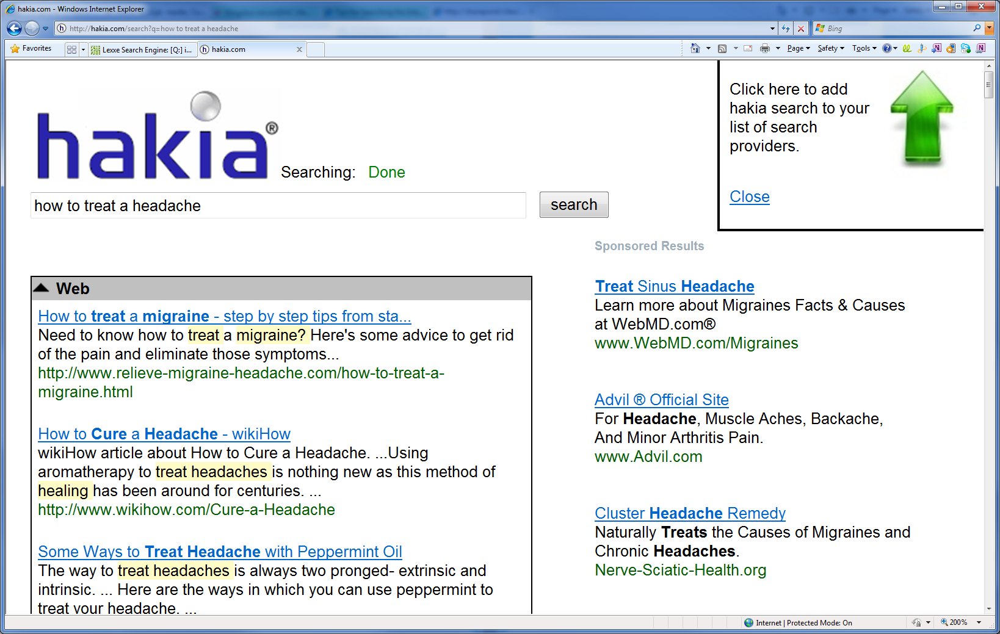 hakia.com - Windows Internet Explorer
http://hakia.com/search?q=how to treat a headache
Bing
Favorites
Lexxe Search Engine: [Q:] i...
hakia.com
Page
Safety
Tools
hakia®
Searching: Done
Click here to add
hakia search to your
list of search
providers.
Close
how to treat a headache
search
Web
How to treat a migraine - step by step tips from sta...
Need to know how to treat a migraine? Here's some advice to get rid
of the pain and eliminate those symptoms...
http://www.relieve-migraine-headache.com/how-to-treat-a-
migraine.html
How to Cure a Headache - wikiHow
wikiHow article about How to Cure a Headache. ...Using
aromatherapy to treat headaches is nothing new as this method of
healing has been around for centuries. ...
http://www.wikihow.com/Cure-a-Headache
Some Ways to Treat Headache with Peppermint Oil
The way to treat headaches is always two pronged- extrinsic and
intrinsic. ... Here are the ways in which you can use peppermint to
treat your headache. ...
Sponsored Results
Treat Sinus Headache
Learn more about Migraines Facts & Causes
at WebMD.com®
www.WebMD.com/Migraines
Advil ® Official Site
For Headache, Muscle Aches, Backache,
And Minor Arthritis Pain.
www.Advil.com
Cluster Headache Remedy
Naturally Treats the Causes of Migraines and
Chronic Headaches.
Nerve-Sciatic-Health.org
Internet | Protected Mode: On
200%